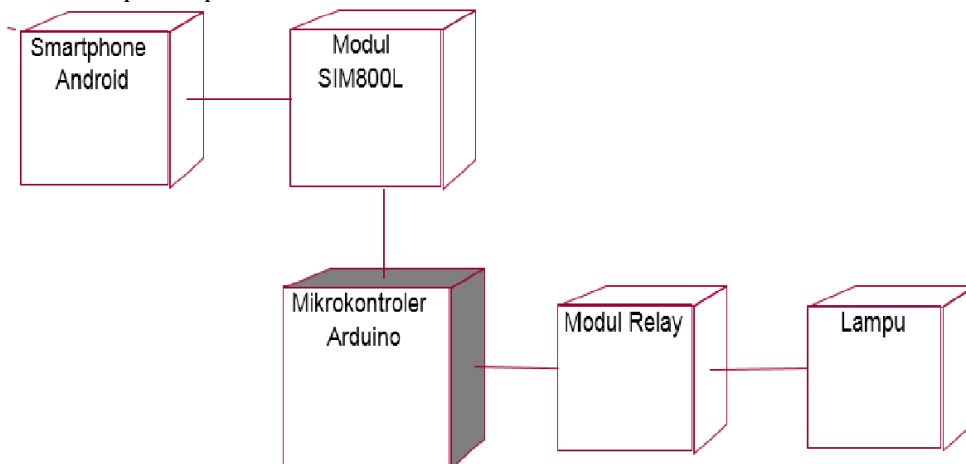 Smartphone
Android
Modul
SIM800L
Mikrokontroler
Arduino
Modul Relay
Lampu